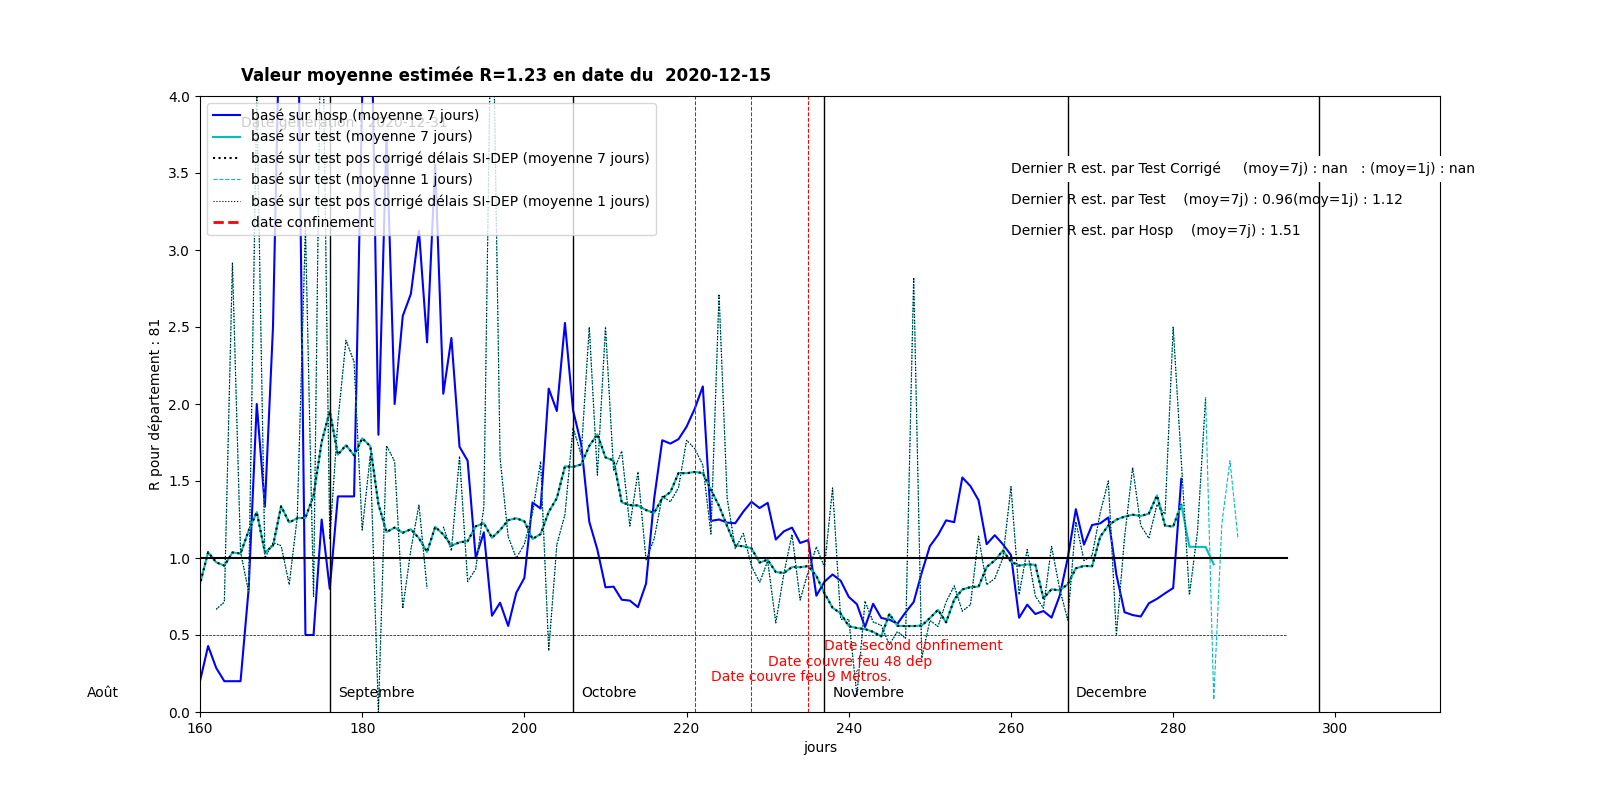 Valeur moyenne estimée R=1.23 en date du  2020-12-15
4.0
3.5
3.0
2.5
2.0
1.5
1.0
0.5
0.0
R pour département : 81
basé sur hosp (moyenne 7 jours)
Date génération : 2020-12-31
basé sur test (moyenne 7 jours)
basé sur test pos corrigé délais SI-DEP (moyenne 7 jours)
basé sur test (moyenne 1 jours)
basé sur test pos corrigé délais SI-DEP (moyenne 1 jours)
date confinement
Dernier R est. par Test Corrigé     (moy=7j) : nan   : (moy=1j) : nan
Dernier R est. par Test    (moy=7j) : 0.96(moy=1j) : 1.12
Dernier R est. par Hosp    (moy=7j) : 1.51
Date second confinement
Date couvre feu 48 dep
Date couvre feu 9 Metros.
Août
Septembre
Octobre
Novembre
Decembre
160
180
200
220
240
260
280
300
jours